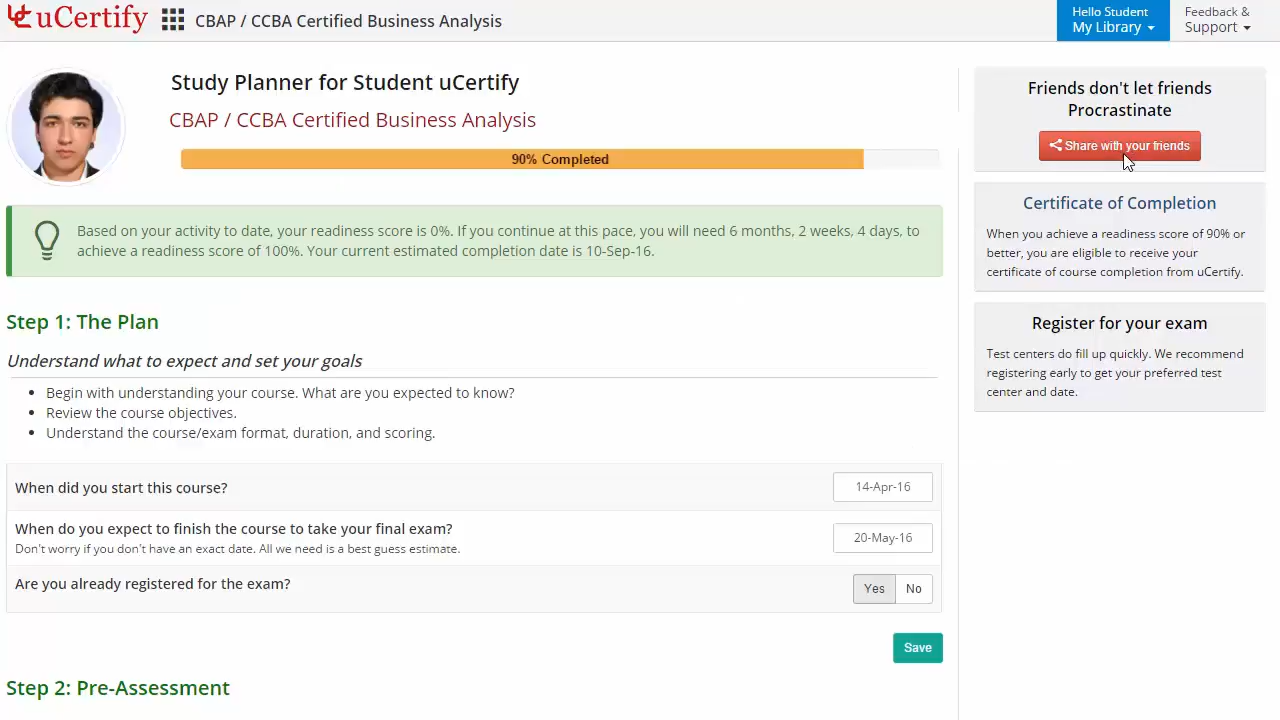 uCertify
CBAP / CCBA Certified Business Analysis
Hello Student
My Library
Feedback &
Support
Study Planner for Student uCertify
CBAP / CCBA Certified Business Analysis
90% Completed
Based on your activity to date, your readiness score is 0%. If you continue at this pace, you will need 6 months, 2 weeks, 4 days, to
achieve a readiness score of 100%. Your current estimated completion date is 10-Sep-16.
Step 1: The Plan
Understand what to expect and set your goals
• Begin with understanding your course. What are you expected to know?
• Review the course objectives.
• Understand the course/exam format, duration, and scoring.
When did you start this course?
14-Apr-16
When do you expect to finish the course to take your final exam?
Don't worry if you don't have an exact date. All we need is a best guess estimate.
20-May-16
Are you already registered for the exam?
Yes No
Save
Step 2: Pre-Assessment
Friends don't let friends
Procrastinate
Share with your friends
Certificate of Completion
When you achieve a readiness score of 90% or
better, you are eligible to receive your
certificate of course completion from uCertify.
Register for your exam
Test centers do fill up quickly. We recommend
registering early to get your preferred test
center and date.